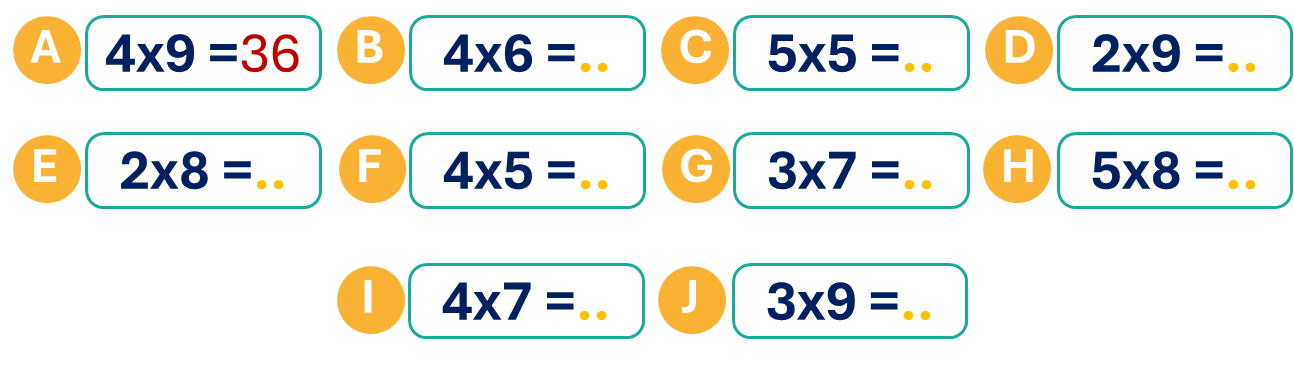 A 4x9 =36 B 4x6 =.. C 5x5 =.. D 2x9 =..
E 2x8 =.. F 4x5 =.. G 3x7 =.. H 5x8 =..
I 4x7 =.. J 3x9 =..